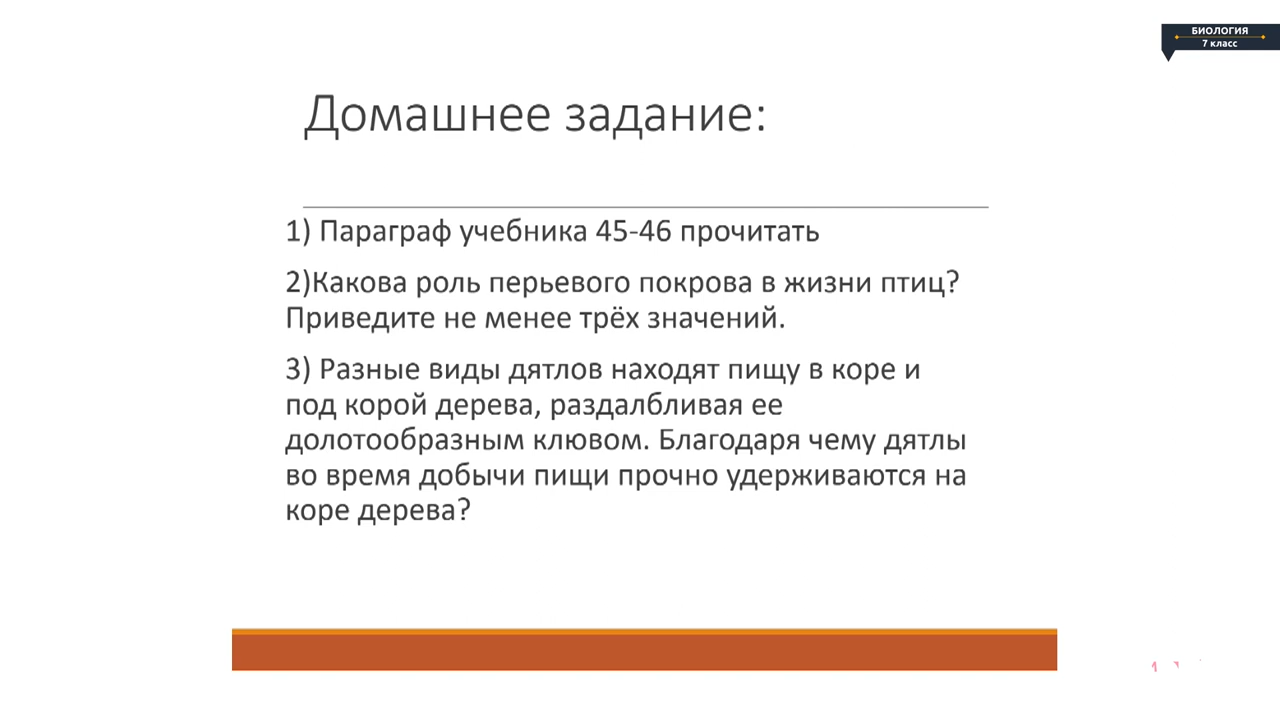 БИОЛОГИЯ
7 класс
Домашнее задание:
1) Параграф учебника 45-46 прочитать
2)Какова роль перьевого покрова в жизни птиц?
Приведите не менее трёх значений.
3) Разные виды дятлов находят пищу в коре и
под корой дерева, раздалбливая ее
долотообразным клювом. Благодаря чему дятлы
во время добычи пищи прочно удерживаются на
коре дерева?